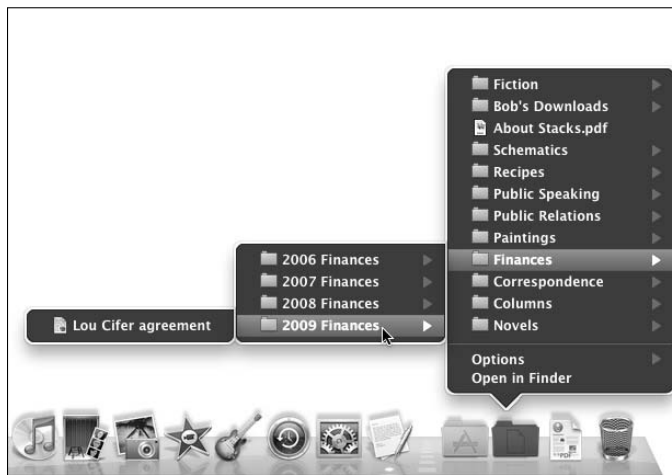 Fiction
Bob's Downloads
About Stacks.pdf
Schematics
Recipes
Public Speaking
Public Relations
Paintings
Finances
Correspondence
Columns
Novels
Options
Open in Finder
2006 Finances
2007 Finances
2008 Finances
2009 Finances
Lou Cifer agreement
PDF